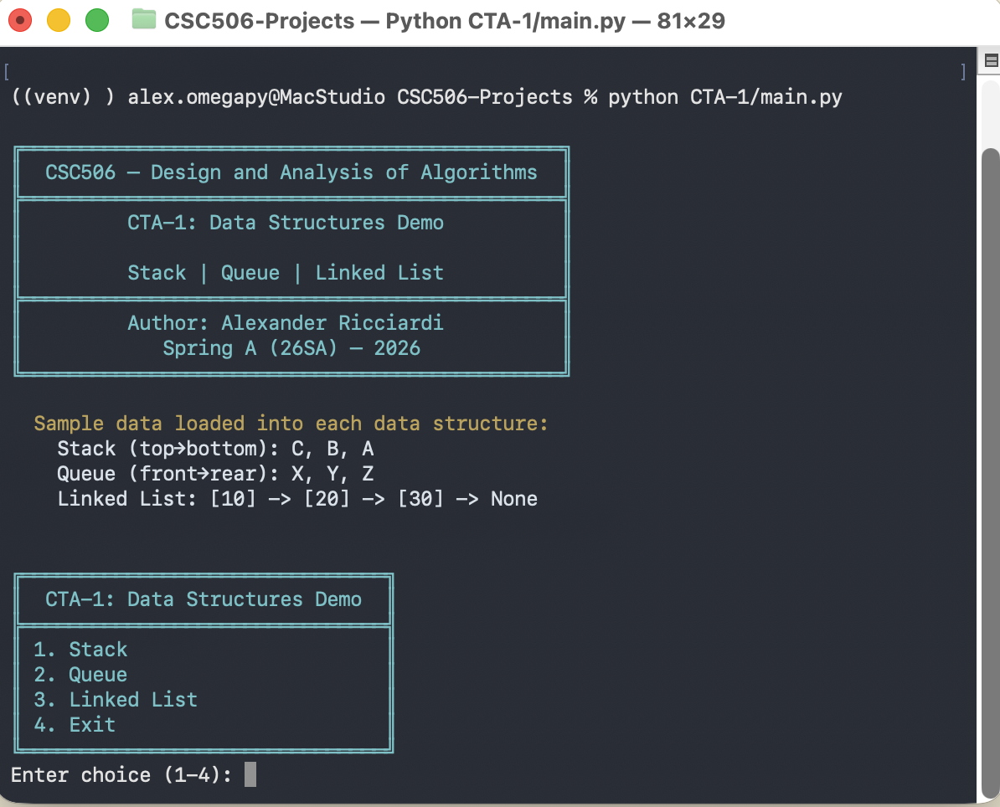 CSC506-Projects — Python CTA-1/main.py — 81×29
[ ]
((venv) ) alex.omegapy@MacStudio CSC506-Projects % python CTA-1/main.py
CSC506 — Design and Analysis of Algorithms
CTA-1: Data Structures Demo
Stack | Queue | Linked List
Author: Alexander Ricciardi
Spring A (26SA) — 2026
Sample data loaded into each data structure:
Stack (top→bottom): C, B, A
Queue (front→rear): X, Y, Z
Linked List: [10] -> [20] -> [30] -> None
CTA-1: Data Structures Demo
1. Stack
2. Queue
3. Linked List
4. Exit
Enter choice (1-4):